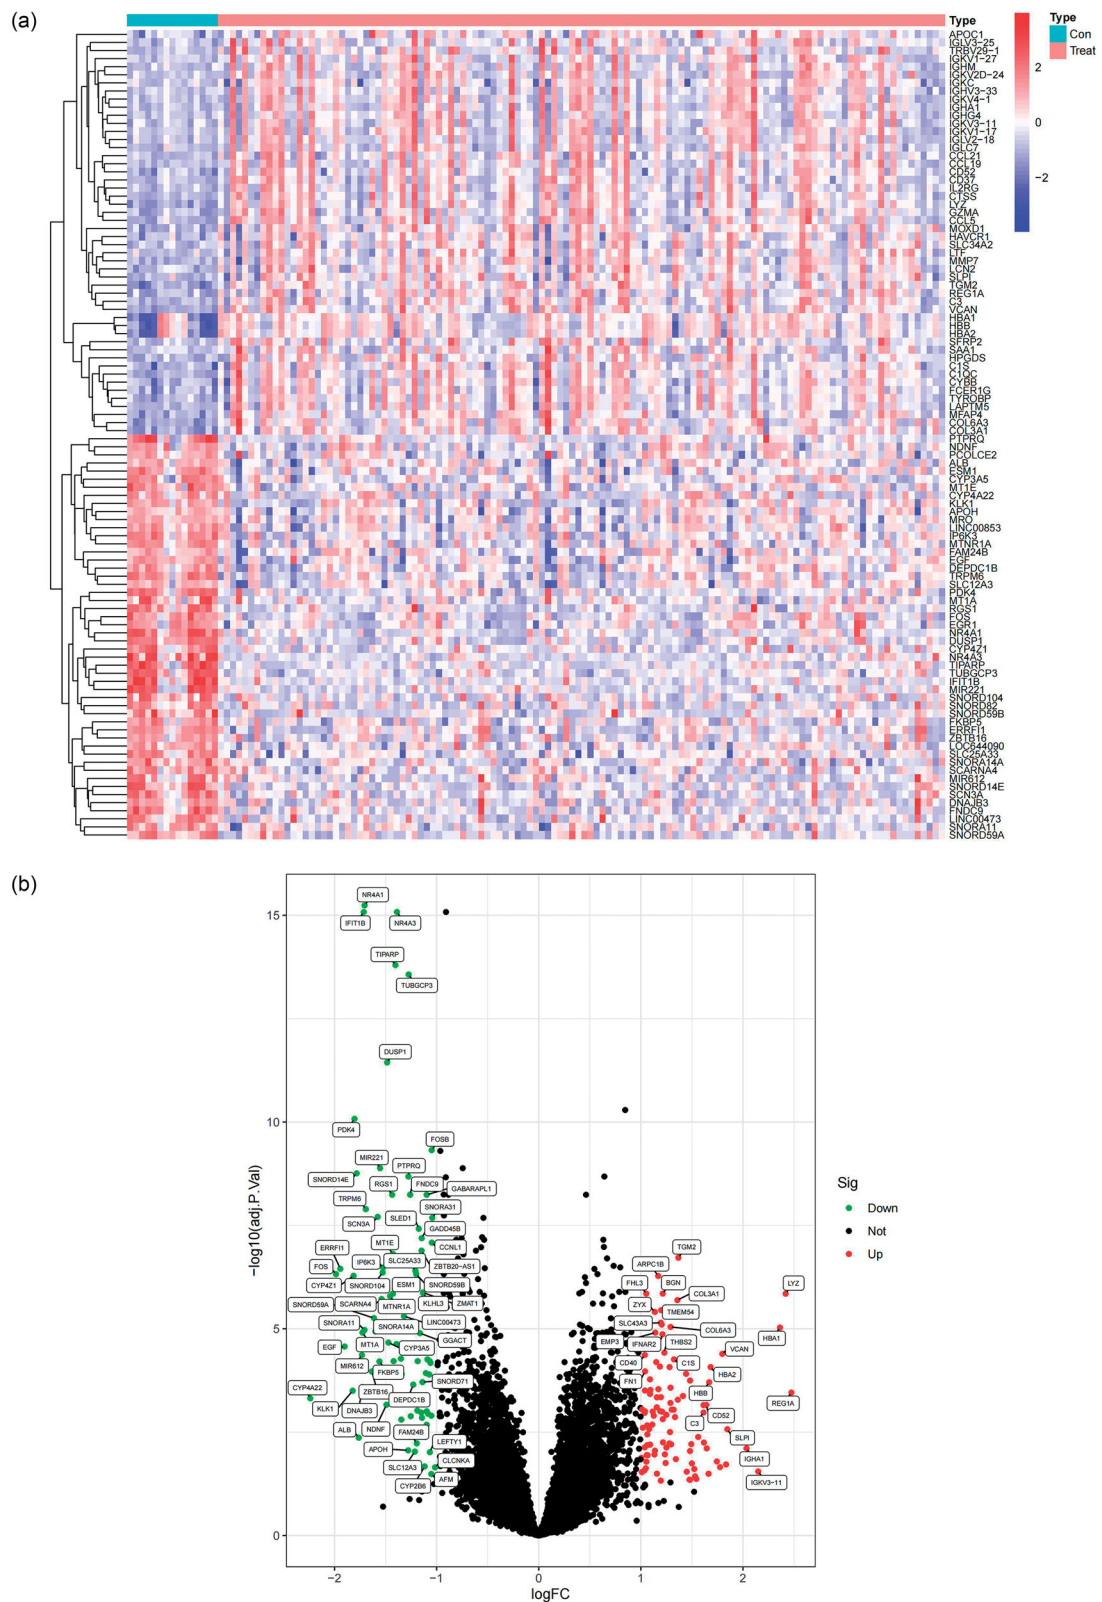 (a)
Type
APOC1
IGLV3-25
TRBV29-1
IGKV1-27
IGHM
IGKV2D-24
IGKC
IGHV3-33
IGKV4-1
IGHA1
IGHG4
IGKV3-11
IGKV1-17
IGLV2-18
IGLC7
CCL21
CCL19
CD52
CD37
IL2RG
CTSS
LYZ
GZMA
CCL5
MOXD1
HAVCR1
SLC34A2
LTF
MMP7
LCN2
SLPI
TGM2
REG1A
C3
VCAN
HBA1
HBB
HBA2
SFRP2
SAA1
HPGDS
C1S
C1QC
CYBB
FCER1G
TYROBP
LAPTM5
MFAP4
COL6A3
COL3A1
PTPRQ
NDNF
PCOLCE2
ALB
ESM1
CYP3A5
MT1E
CYP4A22
KLK1
APOH
MRO
LINC00853
IP6K3
MTNR1A
FAM24B
EGF
DEPDC1B
TRPM6
SLC12A3
PDK4
MT1A
RGS1
FOS
EGR1
NR4A1
DUSP1
CYP4Z1
NR4A3
TIPARP
TUBGCP3
IFIT1B
MIR221
SNORD104
SNORD82
SNORD59B
FKBP5
ERRFI1
ZBTB16
LOC644090
SLC25A33
SNORA14A
SCARNA4
MIR612
SNORD14E
SCN3A
DNAJB3
FNDC9
LINC00473
SNORA11
SNORD59A
2
0
−2
Type
Con
Treat
(b)
−log10(adj.P.Val)
15
10
5
0
−2
−1
0
1
2
logFC
NR4A1
IFIT1B
NR4A3
TIPARP
TUBGCP3
DUSP1
PDK4
FOSB
MIR221
PTPRQ
SNORD14E
RGS1
FNDC9
GABARAPL1
TRPM6
SNORA31
SCN3A
SLED1
GADD45B
MT1E
CCNL1
ERRFI1
IP6K3
SLC25A33
ZBTB20−AS1
FOS
CYP4Z1
SNORD104
ESM1
SNORD59B
SNORD59A
SCARNA4
MTNR1A
KLHL3
ZMAT1
SNORA11
SNORA14A
LINC00473
EGF
MT1A
CYP3A5
GGACT
MIR612
FKBP5
CYP4A22
ZBTB16
SNORD71
KLK1
DNAJB3
DEPDC1B
ALB
NDNF
FAM24B
APOH
LEFTY1
SLC12A3
CLCNKA
CYP2B6
AFM
TGM2
ARPC1B
FHL3
BGN
LYZ
ZYX
COL3A1
TMEM54
SLC43A3
COL6A3
HBA1
EMP3
IFNAR2
THBS2
VCAN
CD40
C1S
FN1
HBA2
HBB
REG1A
C3
CD52
SLPI
IGHA1
IGKV3−11
Sig
Down
Not
Up